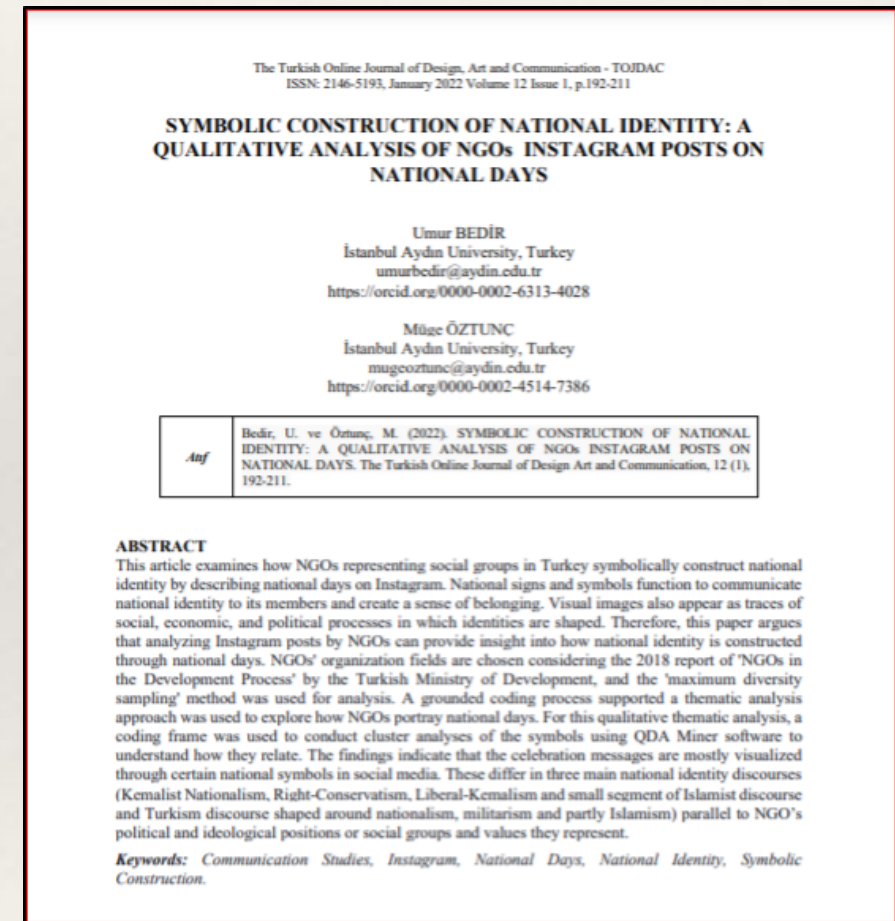 The Turkish Online Journal of Design, Art and Communication - TOJDAC
ISSN: 2146-5193, January 2022 Volume 12 Issue 1, p.192-211
SYMBOLIC CONSTRUCTION OF NATIONAL IDENTITY: A
QUALITATIVE ANALYSIS OF NGOs INSTAGRAM POSTS ON
NATIONAL DAYS
Umur BEDİR
İstanbul Aydın University, Turkey
umurbedir@aydin.edu.tr
https://orcid.org/0000-0002-6313-4028
Müge ÖZTUNÇ
İstanbul Aydın University, Turkey
mugeoztunc@aydin.edu.tr
https://orcid.org/0000-0002-4514-7386
Atıf
Bedir, U. ve Öztunç, M. (2022). SYMBOLIC CONSTRUCTION OF NATIONAL
IDENTITY: A QUALITATIVE ANALYSIS OF NGOs INSTAGRAM POSTS ON
NATIONAL DAYS. The Turkish Online Journal of Design Art and Communication, 12 (1),
192-211.
ABSTRACT
This article examines how NGOs representing social groups in Turkey symbolically construct national
identity by describing national days on Instagram. National signs and symbols function to communicate
national identity to its members and create a sense of belonging. Visual images also appear as traces of
social, economic, and political processes in which identities are shaped. Therefore, this paper argues
that analyzing Instagram posts by NGOs can provide insight into how national identity is constructed
through national days. NGOs' organization fields are chosen considering the 2018 report of 'NGOs in
the Development Process' by the Turkish Ministry of Development, and the 'maximum diversity
sampling' method was used for analysis. A grounded coding process supported a thematic analysis
approach was used to explore how NGOs portray national days. For this qualitative thematic analysis, a
coding frame was used to conduct cluster analyses of the symbols using QDA Miner software to
understand how they relate. The findings indicate that the celebration messages are mostly visualized
through certain national symbols in social media. These differ in three main national identity discourses
(Kemalist Nationalism, Right-Conservatism, Liberal-Kemalism and small segment of Islamist discourse
and Turkism discourse shaped around nationalism, militarism and partly Islamism) parallel to NGO's
political and ideological positions or social groups and values they represent.
Keywords: Communication Studies, Instagram, National Days, National Identity, Symbolic
Construction.